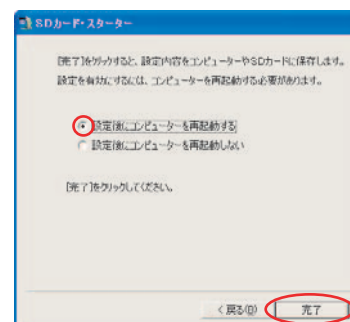 SDカード・スターター
[完了]をクリックすると、設定内容をコンピューターやSDカードに保存します。
設定を有効にするには、コンピューターを再起動する必要があります。
設定後にコンピューターを再起動する
設定後にコンピューターを再起動しない
[完了]をクリックしてください。
< 戻る(B)
完了